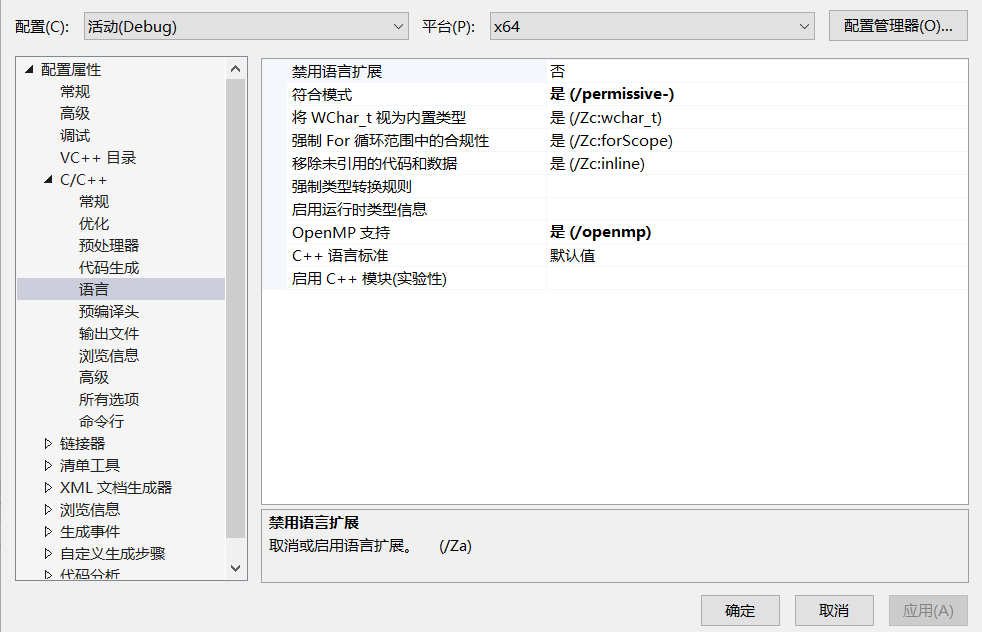 配置(C): 活动(Debug) 平台(P): x64 配置管理器(O)...
配置属性
常规
高级
调试
VC++ 目录
C/C++
常规
优化
预处理器
代码生成
语言
预编译头
输出文件
浏览信息
高级
所有选项
命令行
链接器
清单工具
XML 文档生成器
浏览信息
生成事件
自定义生成步骤
代码分析
禁用语言扩展 否
符合模式 是 (/permissive-)
将 WChar_t 视为内置类型 是 (/Zc:wchar_t)
强制 For 循环范围中的合规性 是 (/Zc:forScope)
移除未引用的代码和数据 是 (/Zc:inline)
强制类型转换规则
启用运行时类型信息
OpenMP 支持 是 (/openmp)
C++ 语言标准 默认值
启用 C++ 模块(实验性)
禁用语言扩展
取消或启用语言扩展。 (/Za)
确定 取消 应用(A)